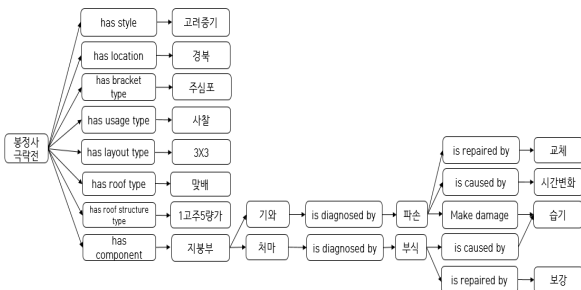 has style
고려중기
has location
경북
has bracket
type
주심포
has usage type
사찰
봉정사
극락전
has layout type
3X3
has roof type
맞배
has roof structure
type
1고주5량가
has
component
지붕부
기와
is diagnosed by
파손
처마
is diagnosed by
부식
is repaired by
교체
is caused by
시간변화
Make damage
습기
is caused by
is repaired by
보강